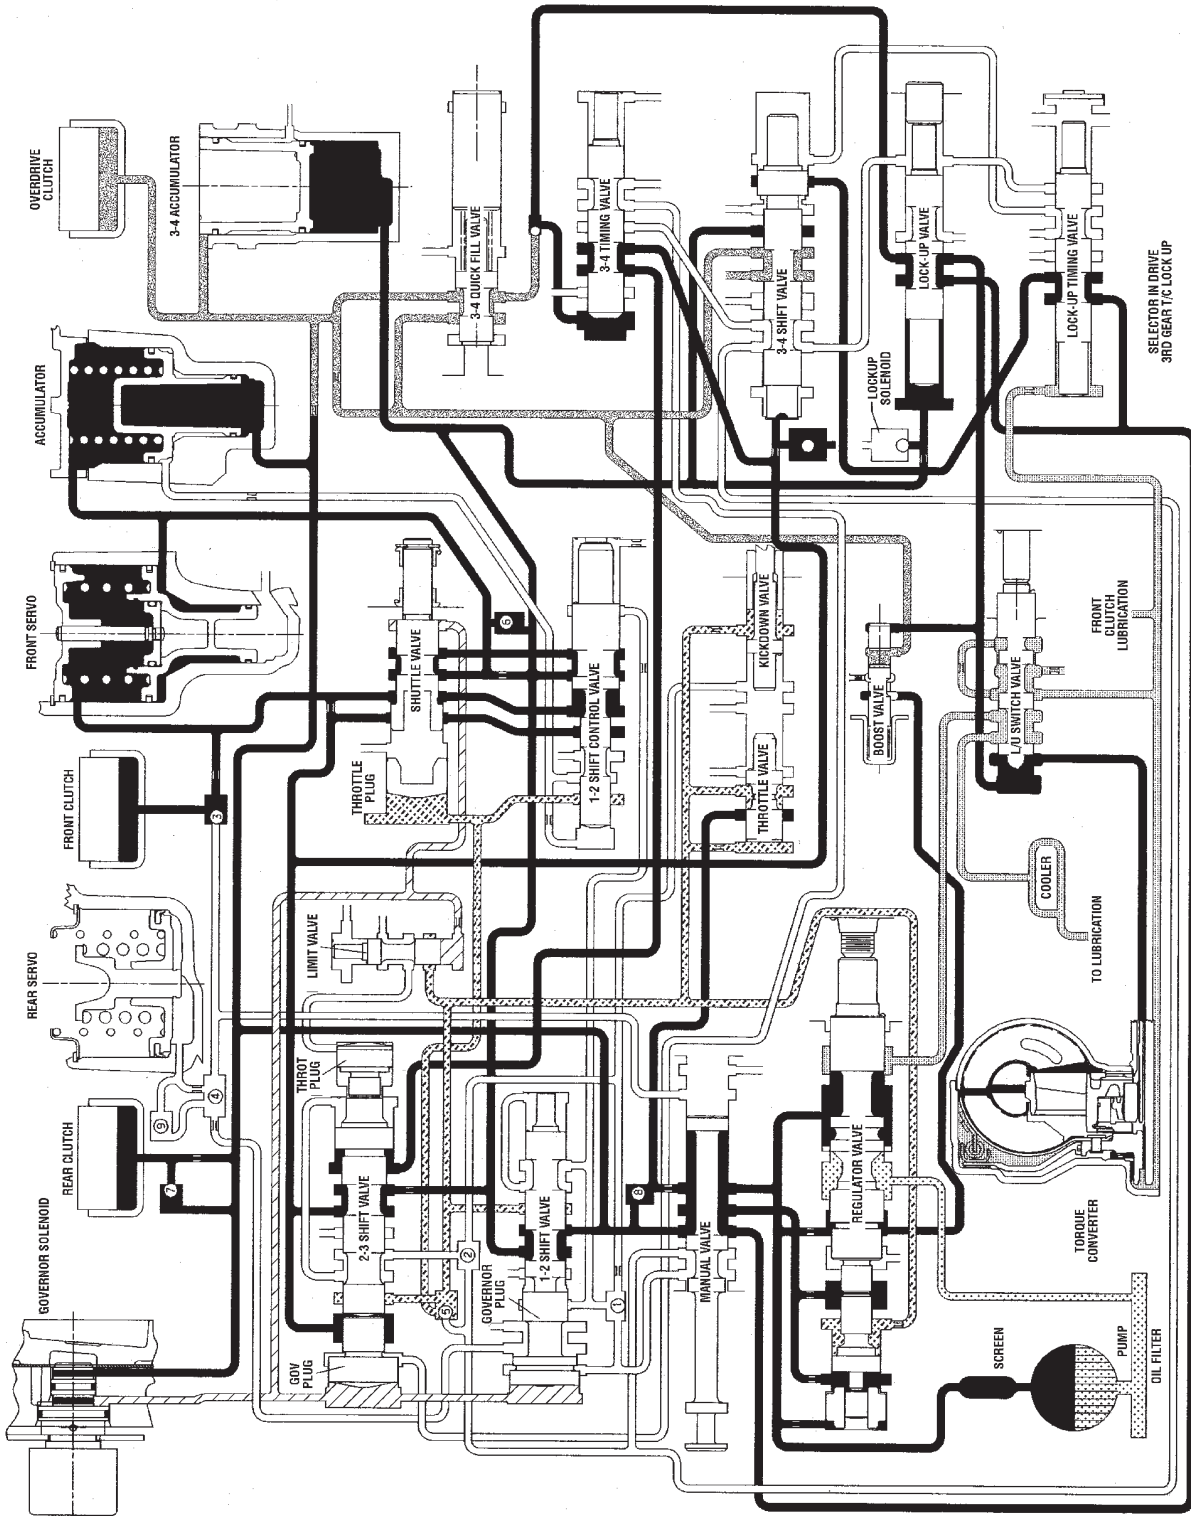 GOVERNOR SOLENOID
REAR CLUTCH
REAR SERVO
FRONT CLUTCH
FRONT SERVO
ACCUMULATOR
OVERDRIVE
CLUTCH
3-4 ACCUMULATOR
7
9
4
3
6
GOV
PLUG
2-3 SHIFT VALVE
THROT
PLUG
LIMIT VALVE
THROTTLE
PLUG
SHUTTLE VALVE
3-4 QUICK FILL VALVE
5
2
GOVERNOR
PLUG
1-2 SHIFT VALVE
1
8
1-2 SHIFT CONTROL VALVE
3-4 TIMING VALVE
MANUAL VALVE
THROTTLE VALVE
KICKDOWN VALVE
3-4 SHIFT VALVE
REGULATOR VALVE
BOOST VALVE
LOCKUP
SOLENOID
LOCK-UP VALVE
SCREEN
COOLER
L/U SWITCH VALVE
LOCK-UP TIMING VALVE
PUMP
OIL FILTER
TORQUE
CONVERTER
TO LUBRICATION
FRONT
CLUTCH
LUBRICATION
SELECTOR IN DRIVE
3RD GEAR T/C LOCK UP